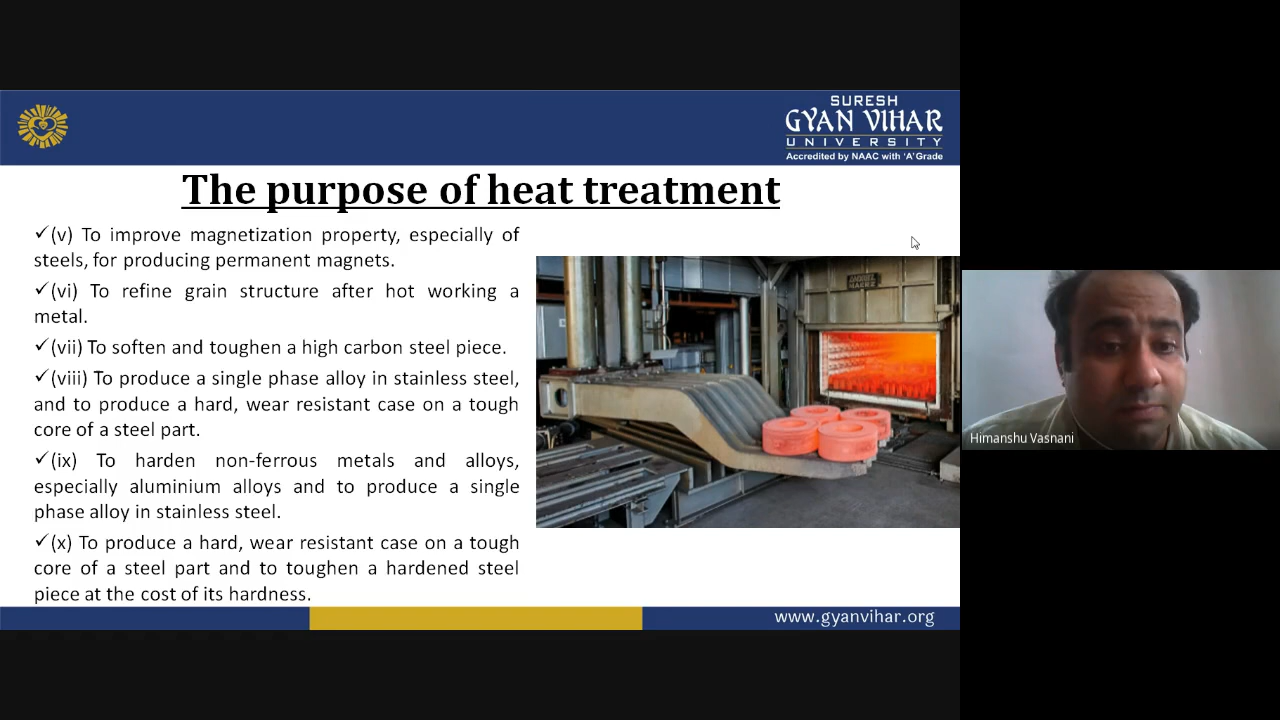 SURESH
GYAN VIHAR
UNIVERSITY
Accredited by NAAC with 'A' Grade
The purpose of heat treatment
✓(v) To improve magnetization property, especially of
steels, for producing permanent magnets.
✓(vi) To refine grain structure after hot working a
metal.
✓(vii) To soften and toughen a high carbon steel piece.
✓(viii) To produce a single phase alloy in stainless steel,
and to produce a hard, wear resistant case on a tough
core of a steel part.
✓(ix) To harden non-ferrous metals and alloys,
especially aluminium alloys and to produce a single
phase alloy in stainless steel.
✓(x) To produce a hard, wear resistant case on a tough
core of a steel part and to toughen a hardened steel
piece at the cost of its hardness.
Himanshu Vasnani
www.gyanvihar.org